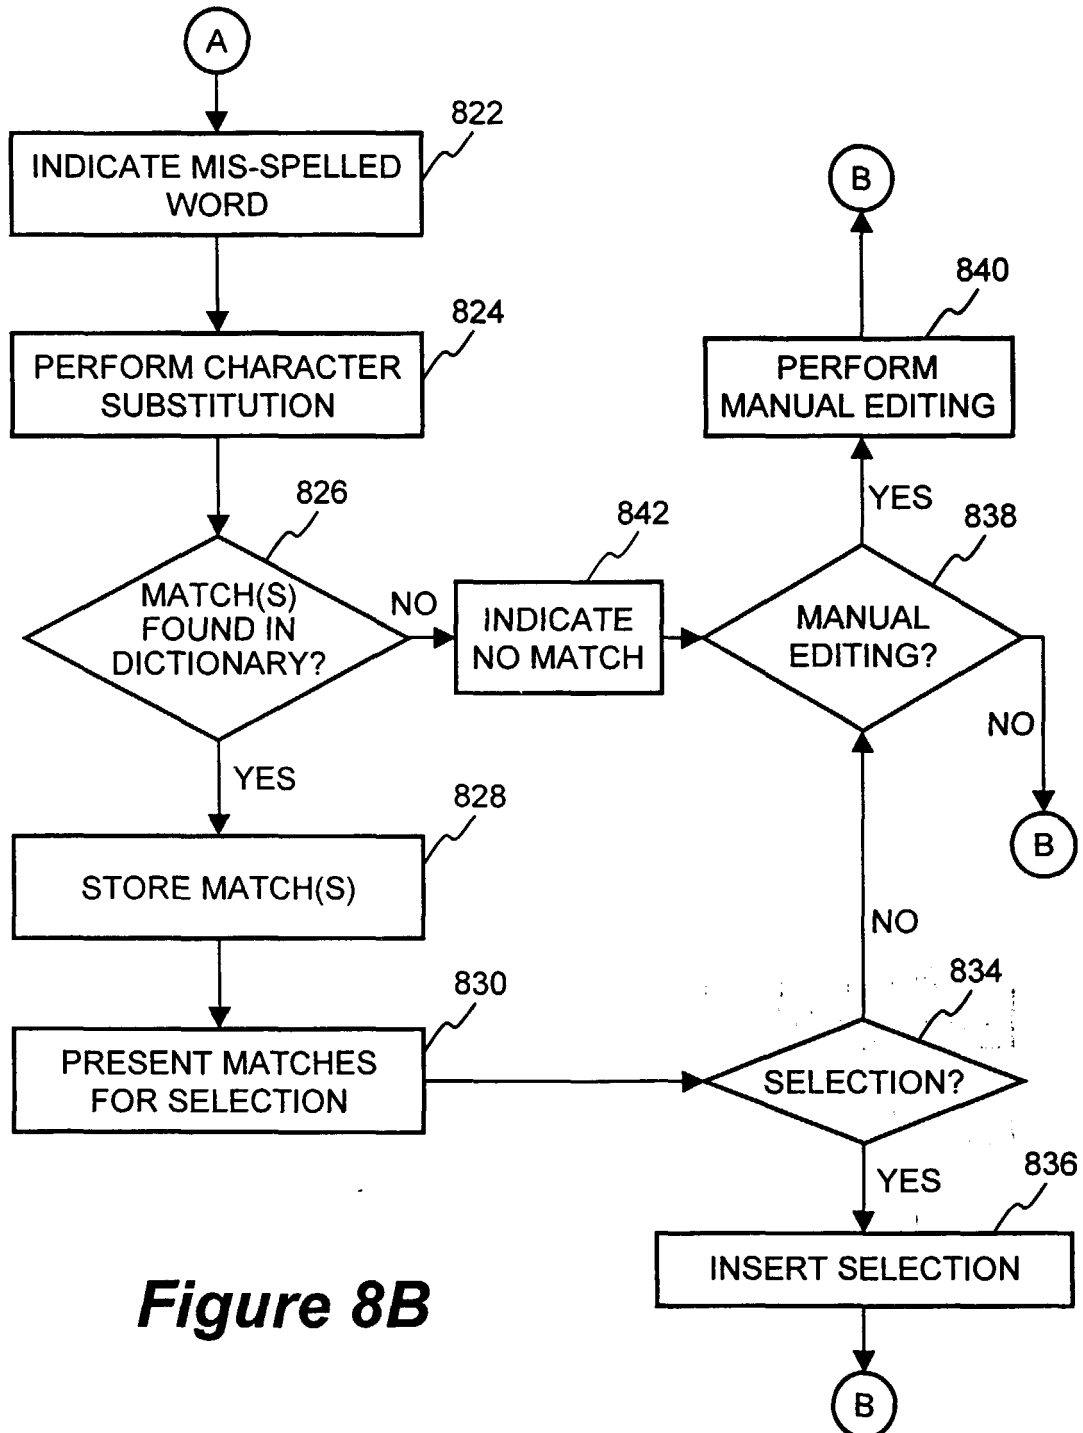 A
822
INDICATE MIS-SPELLED
WORD
824
PERFORM CHARACTER
SUBSTITUTION
826
MATCH(S)
FOUND IN
DICTIONARY?
NO
842
INDICATE
NO MATCH
YES
828
STORE MATCH(S)
830
PRESENT MATCHES
FOR SELECTION
B
840
PERFORM
MANUAL EDITING
YES
838
MANUAL
EDITING?
NO
B
NO
834
SELECTION?
YES
836
INSERT SELECTION
B
Figure 8B